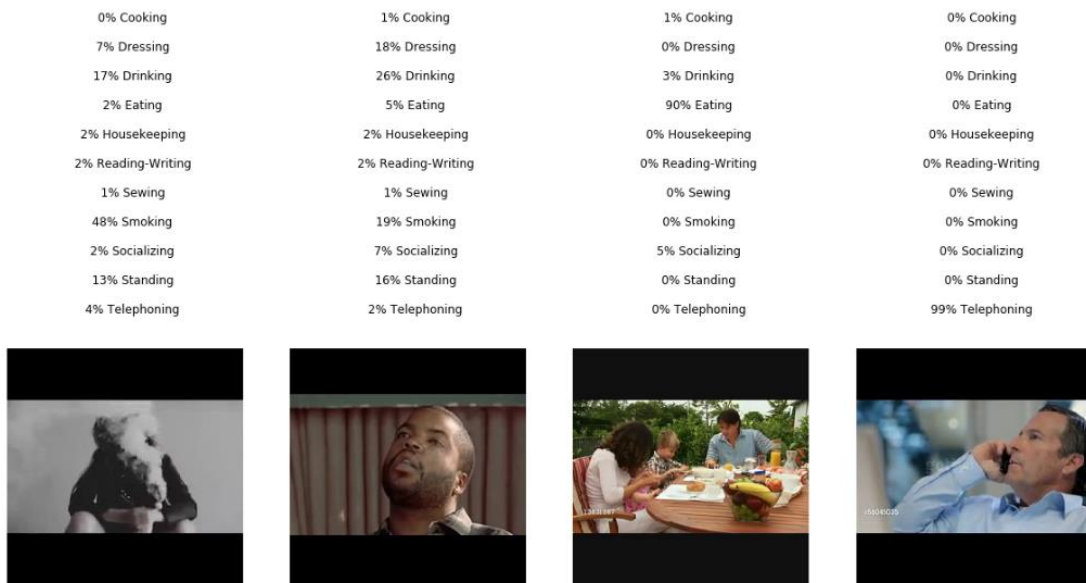 0% Cooking
7% Dressing
17% Drinking
2% Eating
2% Housekeeping
2% Reading-Writing
1% Sewing
48% Smoking
2% Socializing
13% Standing
4% Telephoning
1% Cooking
18% Dressing
26% Drinking
5% Eating
2% Housekeeping
2% Reading-Writing
1% Sewing
19% Smoking
7% Socializing
16% Standing
2% Telephoning
1% Cooking
0% Dressing
3% Drinking
90% Eating
0% Housekeeping
0% Reading-Writing
0% Sewing
0% Smoking
5% Socializing
0% Standing
0% Telephoning
0% Cooking
0% Dressing
0% Drinking
0% Eating
0% Housekeeping
0% Reading-Writing
0% Sewing
0% Smoking
0% Socializing
0% Standing
99% Telephoning